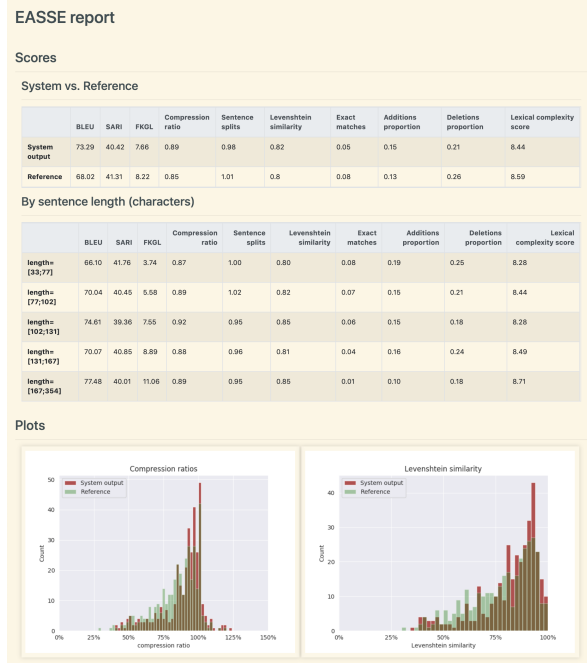 EASSE report
Scores
System vs. Reference
BLEU SARI FKGL Compression ratio Sentence splits Levenshtein similarity Exact matches Additions proportion Deletions proportion Lexical complexity score
System output 73.29 40.42 7.66 0.89 0.98 0.82 0.05 0.15 0.21 8.44
Reference 68.02 41.31 8.22 0.85 1.01 0.8 0.08 0.13 0.26 8.59
By sentence length (characters)
BLEU SARI FKGL Compression ratio Sentence splits Levenshtein similarity Exact matches Additions proportion Deletions proportion Lexical complexity score
length=[33;77] 66.10 41.76 3.74 0.87 1.00 0.80 0.08 0.19 0.25 8.28
length=[77;102] 70.04 40.45 5.58 0.89 1.02 0.82 0.07 0.15 0.21 8.44
length=[102;131] 74.61 39.36 7.55 0.92 0.95 0.85 0.06 0.15 0.18 8.28
length=[131;167] 70.07 40.85 8.89 0.88 0.96 0.81 0.04 0.16 0.24 8.49
length=[167;354] 77.48 40.01 11.06 0.89 0.95 0.85 0.01 0.10 0.18 8.71
Plots
Compression ratios
System output
Reference
Count
50
40
30
20
10
0
0% 25% 50% 75% 100% 125% 150%
compression ratio
Levenshtein similarity
System output
Reference
Count
40
30
20
10
0
0% 25% 50% 75% 100%
Levenshtein similarity